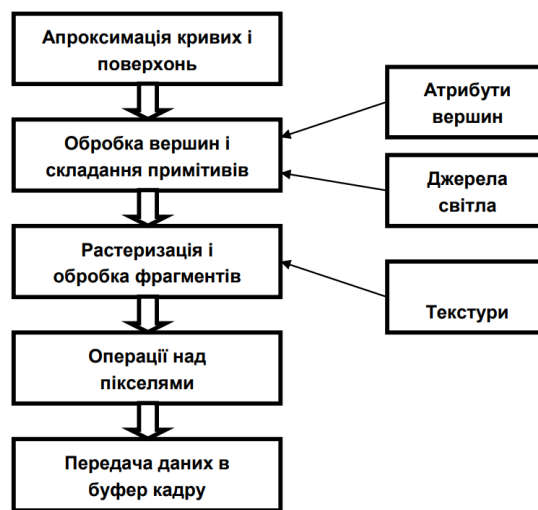 Апроксимація кривих і
поверхонь
Атрибути
вершин
Обробка вершин і
складання примітивів
Джерела
світла
Растеризація і
обробка фрагментів
Текстури
Операції над
пікселями
Передача даних в
буфер кадру